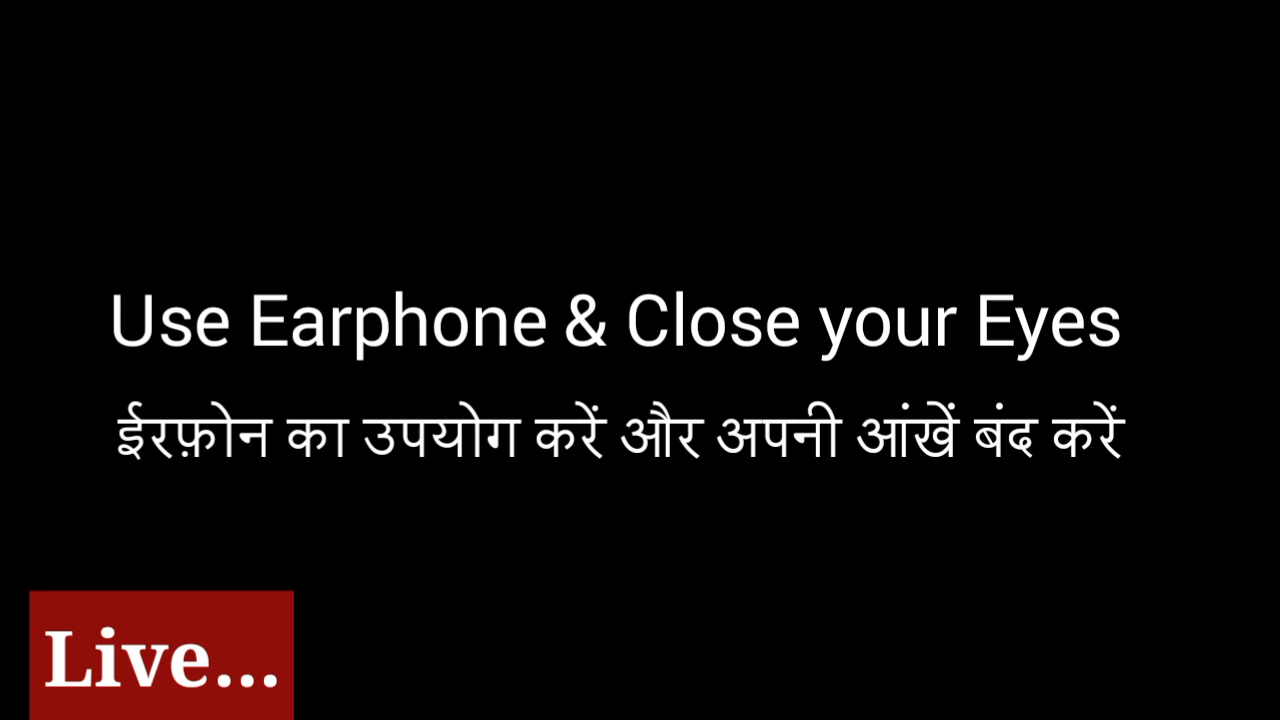 Use Earphone & Close your Eyes
ईरफ़ोन का उपयोग करें और अपनी आंखें बंद करें
Live...